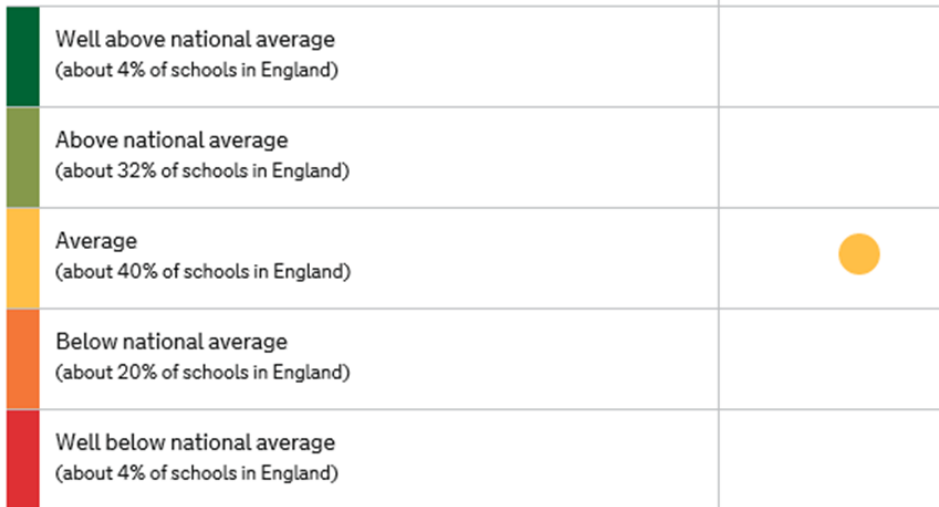 Well above national average
(about 4% of schools in England)
Above national average
(about 32% of schools in England)
Average
(about 40% of schools in England)
Below national average
(about 20% of schools in England)
Well below national average
(about 4% of schools in England)